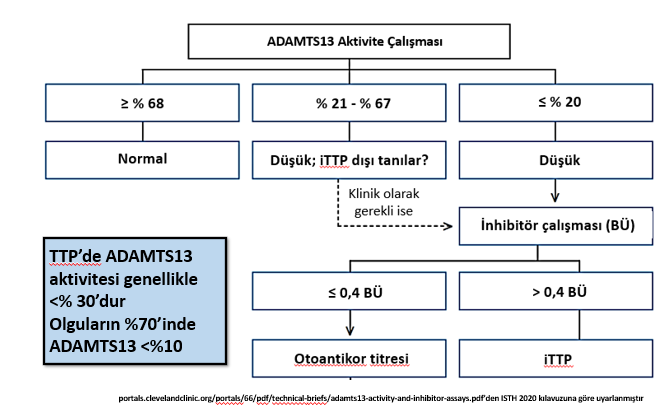 ADAMTS13 Aktivite Çalışması
≥ % 68
% 21 - % 67
≤ % 20
Normal
Düşük; iTTP dışı tanılar?
Düşük
Klinik olarak
gerekli ise
İnhibitör çalışması (BÜ)
TTP’de ADAMTS13
aktivitesi genellikle
<% 30’dur
Olguların %70’inde
ADAMTS13 <%10
≤ 0,4 BÜ
> 0,4 BÜ
Otoantikor titresi
iTTP
portals.clevelandclinic.org/portals/66/pdf/technical-briefs/adamts13-activity-and-inhibitor-assays.pdf’den ISTH 2020 kılavuzuna göre uyarlanmıştır